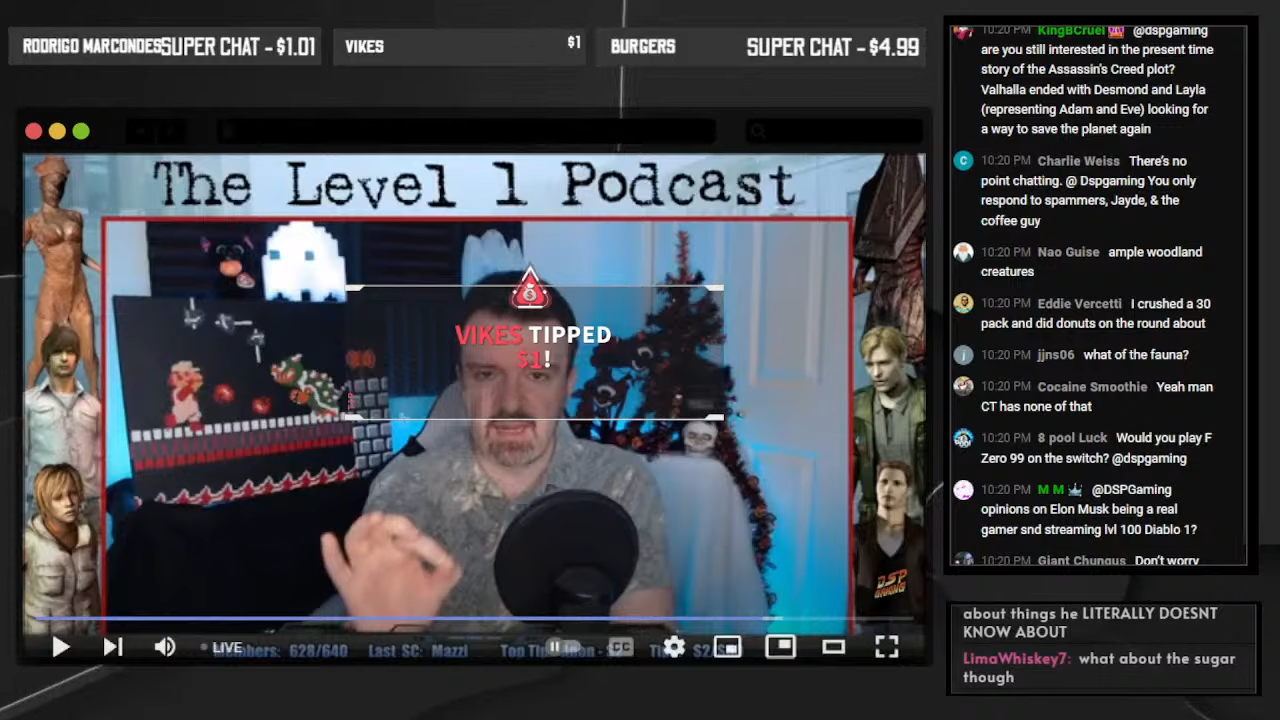 RODRIGO MARCONDES SUPER CHAT - $1.01
VIKES $1
BURGERS SUPER CHAT - $4.99
The Level 1 Podcast
VIKES TIPPED
$1!
DSP
GAMING
LIVE
Members: 628/640 Last SC: Mazzi
CC
10:20 PM KingBCruel @dspgaming
are you still interested in the present time
story of the Assassin's Creed plot?
Valhalla ended with Desmond and Layla
(representing Adam and Eve) looking for
a way to save the planet again
C 10:20 PM Charlie Weiss There's no
point chatting. @ Dspgaming You only
respond to spammers, Jayde, & the
coffee guy
10:20 PM Nao Guise ample woodland
creatures
10:20 PM Eddie Vercetti I crushed a 30
pack and did donuts on the round about
j 10:20 PM jjns06 what of the fauna?
10:20 PM Cocaine Smoothie Yeah man
CT has none of that
10:20 PM 8 pool Luck Would you play F
Zero 99 on the switch? @dspgaming
10:20 PM M M @DSPGaming
opinions on Elon Musk being a real
gamer snd streaming lvl 100 Diablo 1?
10:20 PM Giant Chungus Don't worry
about things he LITERALLY DOESNT
KNOW ABOUT
LimaWhiskey7: what about the sugar
though